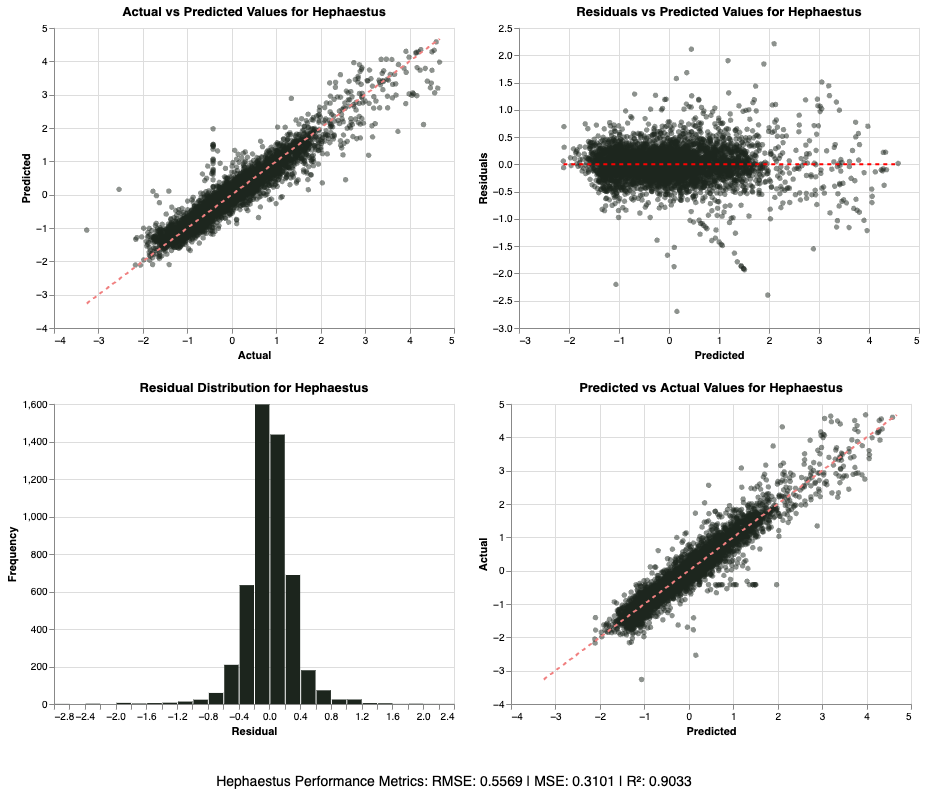 Actual vs Predicted Values for Hephaestus
5
4
3
2
1
0
−1
−2
−3
−4
Predicted
−4 −3 −2 −1 0 1 2 3 4 5
Actual
Residuals vs Predicted Values for Hephaestus
2.5
2.0
1.5
1.0
0.5
0.0
−0.5
−1.0
−1.5
−2.0
−2.5
−3.0
Residuals
−3 −2 −1 0 1 2 3 4 5
Predicted
Residual Distribution for Hephaestus
1,600
1,400
1,200
1,000
800
600
400
200
0
Frequency
−2.8 −2.4 −2.0 −1.6 −1.2 −0.8 −0.4 0.0 0.4 0.8 1.2 1.6 2.0 2.4
Residual
Predicted vs Actual Values for Hephaestus
5
4
3
2
1
0
−1
−2
−3
−4
Actual
−4 −3 −2 −1 0 1 2 3 4 5
Predicted
Hephaestus Performance Metrics: RMSE: 0.5569 | MSE: 0.3101 | R²: 0.9033